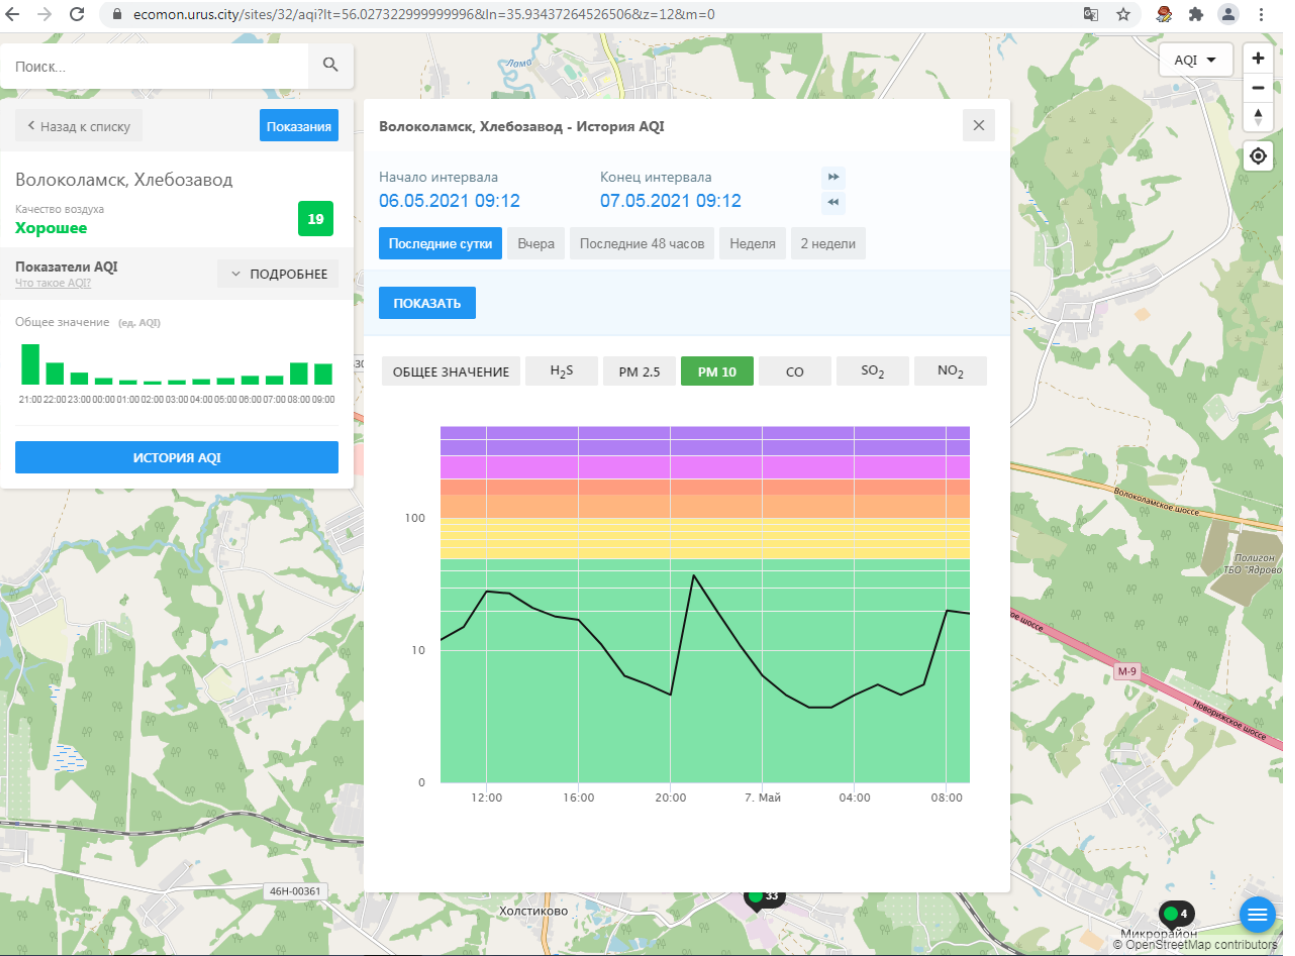 ecomon.urus.city/sites/32/aqi?lt=56.027322999999996&ln=35.93437264526506&z=12&m=0
Поиск...
Лома
AQI
Назад к списку
Показания
Волоколамск, Хлебозавод - История AQI
Волоколамск, Хлебозавод
Качество воздуха
Хорошее
19
Начало интервала
Конец интервала
06.05.2021 09:12
07.05.2021 09:12
Последние сутки
Вчера
Последние 48 часов
Неделя
2 недели
Показатели AQI
Что такое AQI?
ПОДРОБНЕЕ
ПОКАЗАТЬ
Общее значение (ед. AQI)
21:00 22:00 23:00 00:00 01:00 02:00 03:00 04:00 05:00 06:00 07:00 08:00 09:00
ИСТОРИЯ AQI
ОБЩЕЕ ЗНАЧЕНИЕ
H2S
PM 2.5
PM 10
CO
SO2
NO2
100
10
0
12:00
16:00
20:00
7. Май
04:00
08:00
Волоколамское шоссе
Полигон
ТБО "Ядрово
ое шоссе
М-9
Новорижское шоссе
46Н-00361
Холстиково
33
4
Микрорайон
© OpenStreetMap contributors